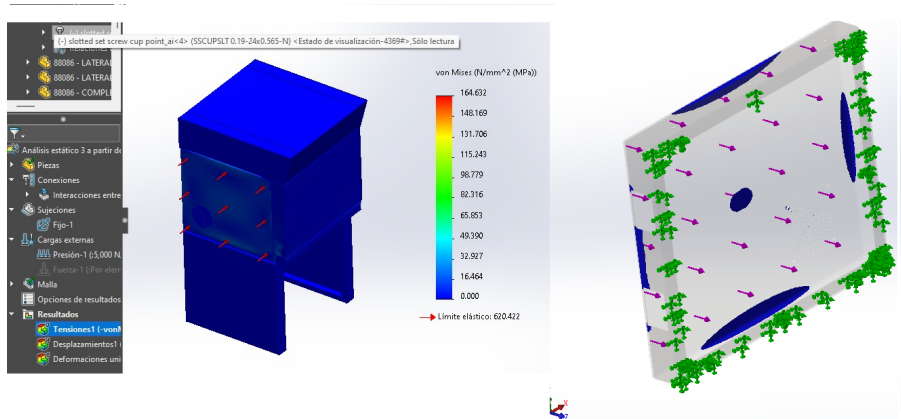 (-) slotted set screw cup point_ai<4> (SSCUPSLT 0.19-24x0.565-N) <Estado de visualización-4369#>,Sólo lectura
88086 - LATERAL
88086 - LATERAL
88086 - COMPLE
Análisis estático 3 a partir de
Piezas
Conexiones
Interacciones entre
Sujeciones
Fijo-1
Cargas externas
Presión-1 (:5,000 N.
Fuerza-1 (:Por elem
Malla
Opciones de resultados
Resultados
Tensiones1 (-vonM
Desplazamientos1 (
Deformaciones uni
von Mises (N/mm^2 (MPa))
164.632
148.169
131.706
115.243
98.779
82.316
65.853
49.390
32.927
16.464
0.000
Límite elástico: 620.422
X
Z